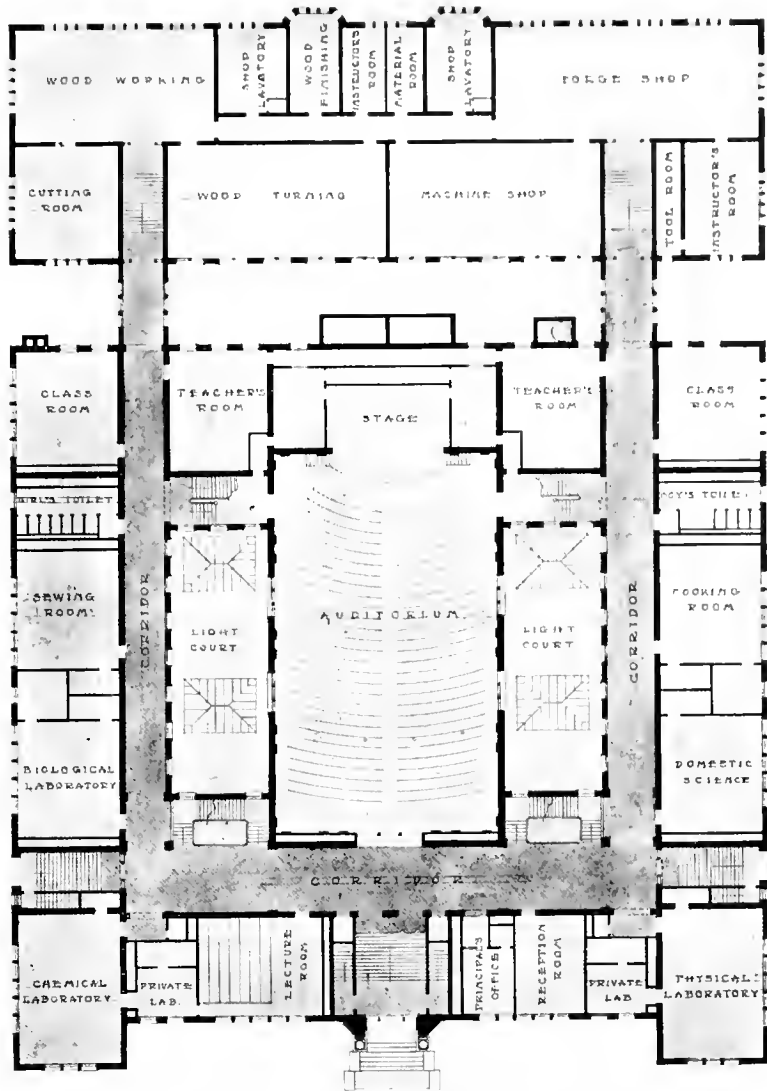 WOOD WORKING
SHOP
LAVATORY
WOOD
FINISHING
INSTRUCTORS
ROOM
MATERIAL
ROOM
SHOP
LAVATORY
FORGE SHOP
CUTTING
ROOM
WOOD TURNING
MACHINE SHOP
TOOL ROOM
INSTRUCTOR'S
ROOM
CLASS
ROOM
TEACHER'S
ROOM
STAGE
TEACHER'S
ROOM
CLASS
ROOM
GIRL'S TOILET
BOY'S TOILET
SEWING
ROOM
CORRIDOR
LIGHT
COURT
AUDITORIUM
LIGHT
COURT
CORRIDOR
COOKING
ROOM
BIOLOGICAL
LABORATORY
DOMESTIC
SCIENCE
CORRIDOR
CHEMICAL
LABORATORY
PRIVATE
LAB.
LECTURE
ROOM
PRINCIPAL'S
OFFICE
RECEPTION
ROOM
PRIVATE
LAB
PHYSICAL
LABORATORY